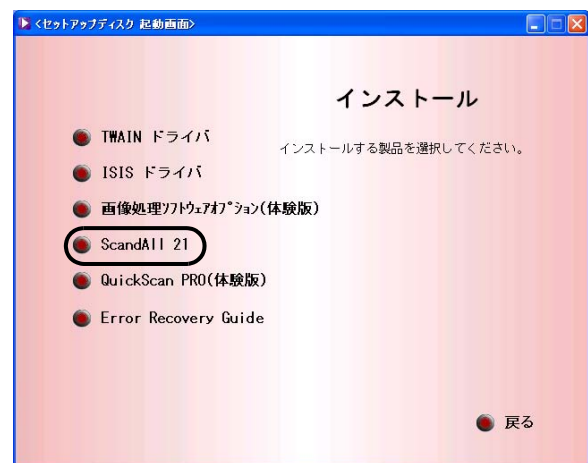 <セットアップディスク 起動画面>
インストール
インストールする製品を選択してください。
TWAIN ドライバ
ISIS ドライバ
画像処理ｿﾌﾄｳｪｱｵﾌﾟｼｮﾝ(体験版)
ScandAll 21
QuickScan PRO(体験版)
Error Recovery Guide
戻る